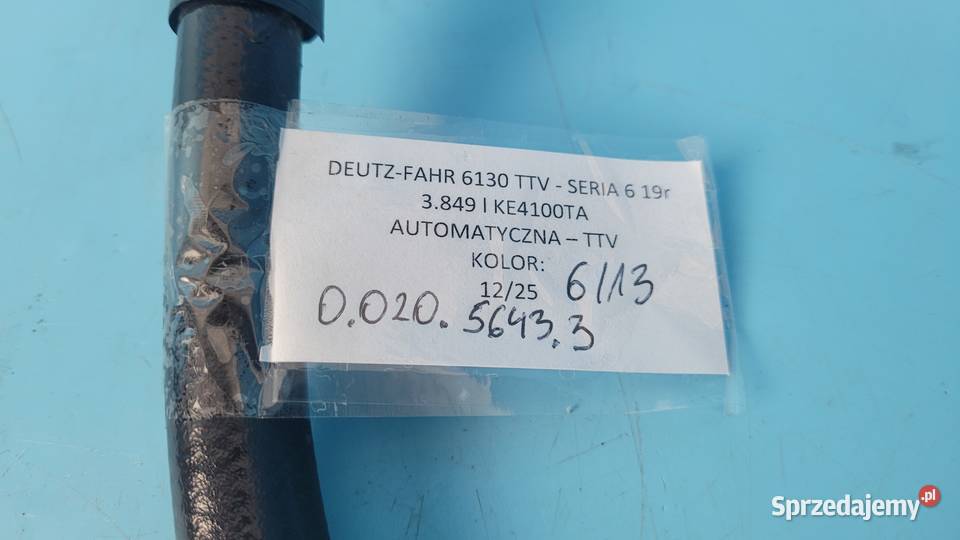 DEUTZ-FAHR 6130 TTV - SERIA 6 19r
3.849 l KE4100TA
AUTOMATYCZNA – TTV
KOLOR:
12/25 6/13
0.020.5643.3
Sprzedajemy.pl